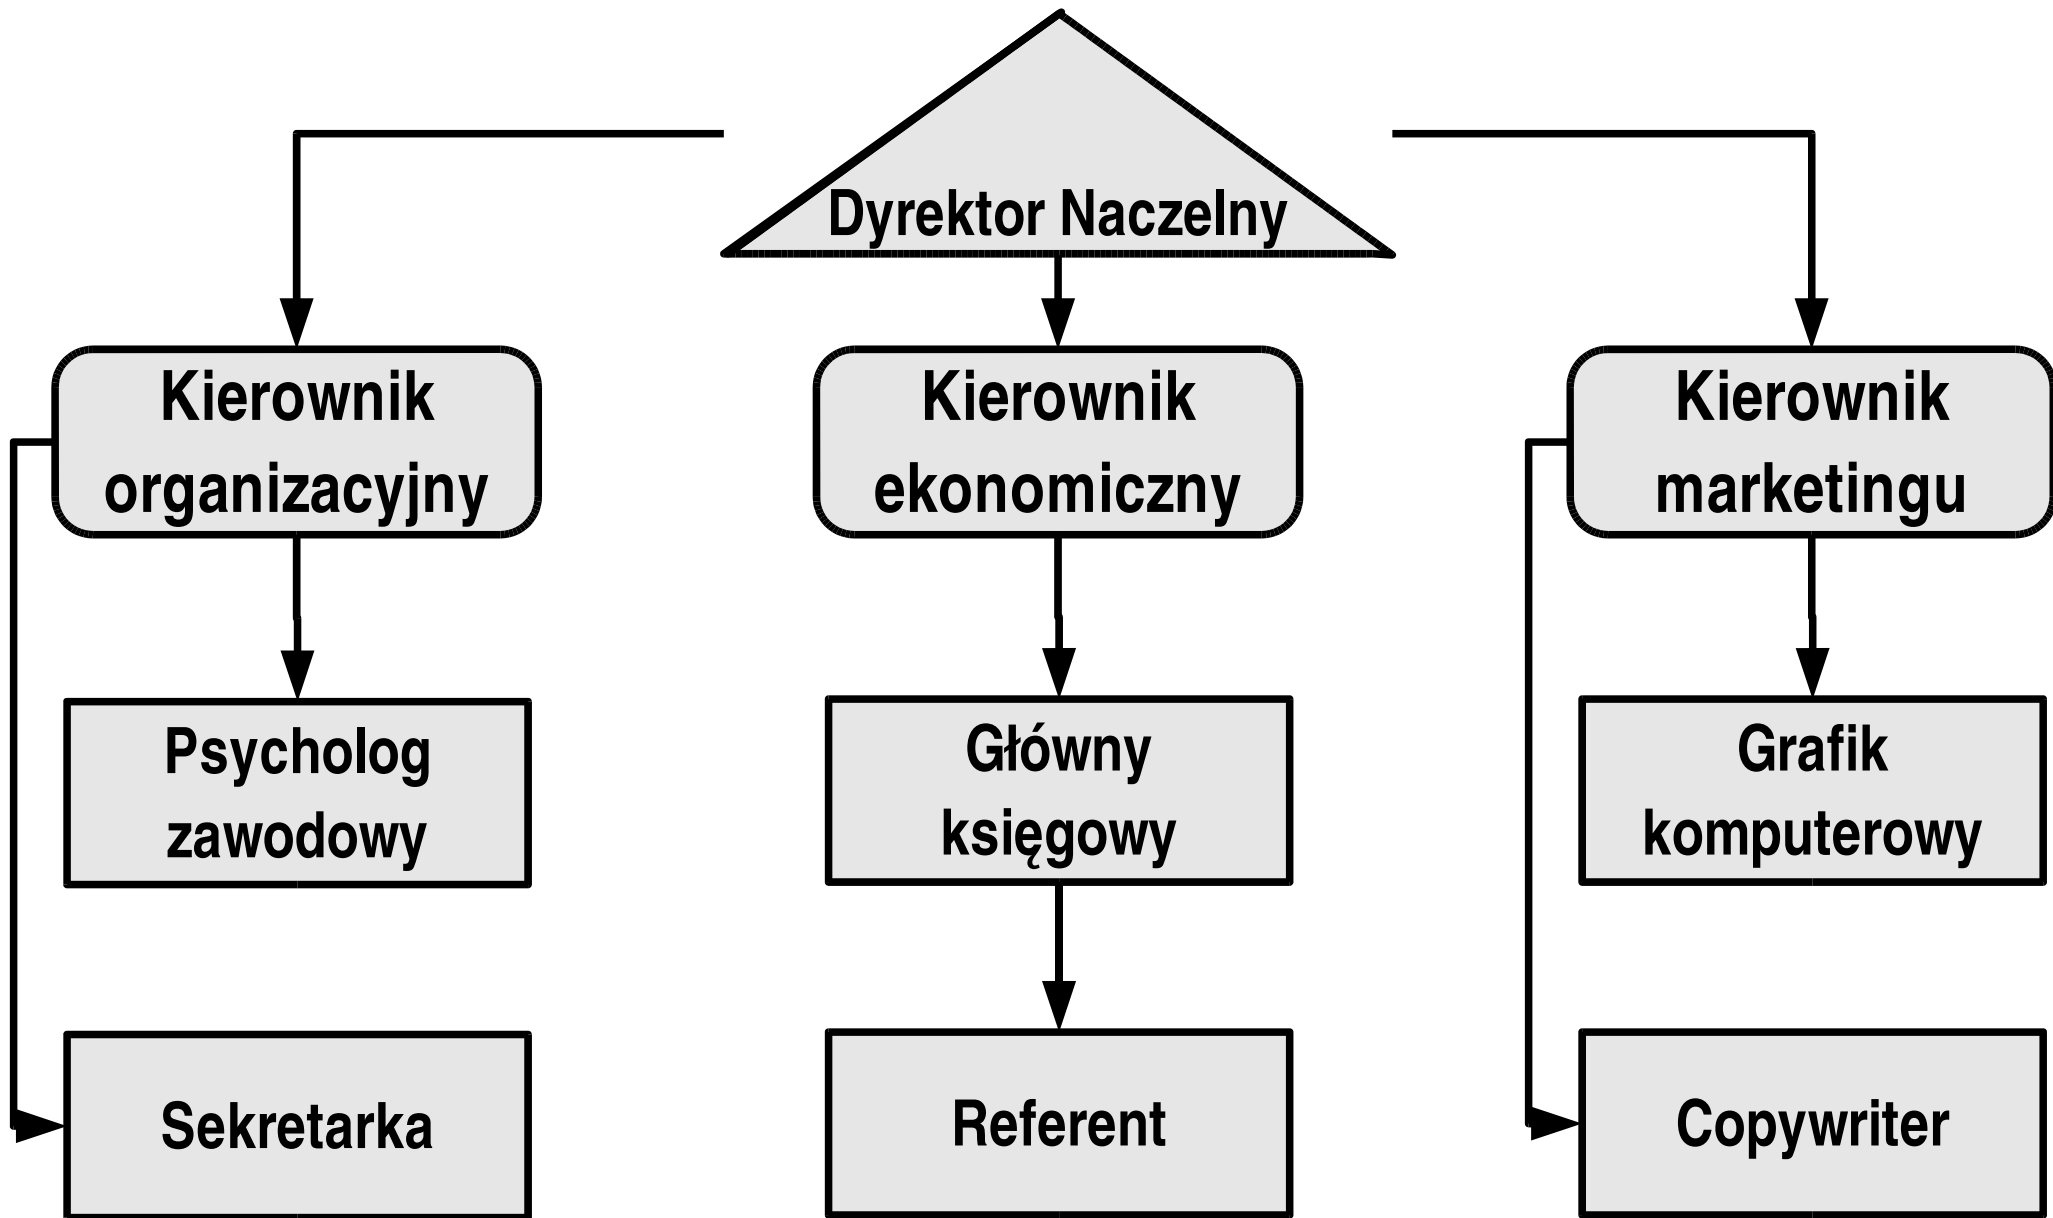 Dyrektor Naczelny
Kierownik
organizacyjny
Kierownik
ekonomiczny
Kierownik
marketingu
Psycholog
zawodowy
Główny
księgowy
Grafik
komputerowy
Sekretarka
Referent
Copywriter